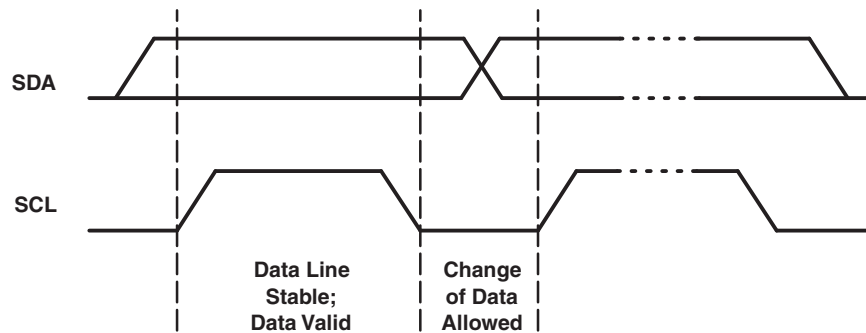 SDA
SCL
Data Line
Stable;
Data Valid
Change
of Data
Allowed